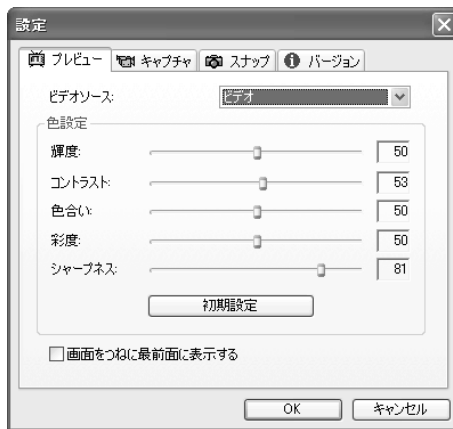 設定
プレビュー キャプチャ スナップ バージョン
ビデオソース: ビデオ
色設定
輝度: 50
コントラスト: 53
色合い: 50
彩度: 50
シャープネス: 81
初期設定
画面をつねに最前面に表示する
OK キャンセル